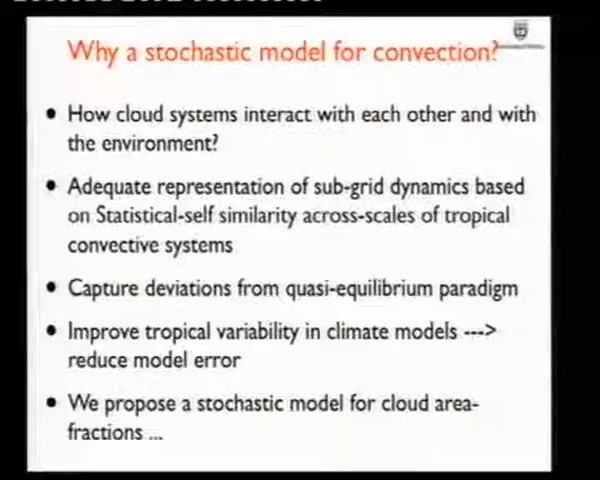 Why a stochastic model for convection?
• How cloud systems interact with each other and with
the environment?
• Adequate representation of sub-grid dynamics based
on Statistical-self similarity across-scales of tropical
convective systems
• Capture deviations from quasi-equilibrium paradigm
• Improve tropical variability in climate models --->
reduce model error
• We propose a stochastic model for cloud area-
fractions ...